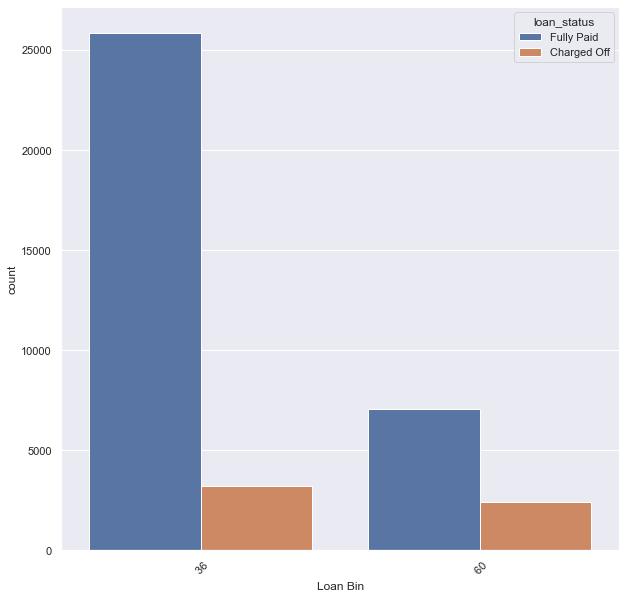 loan_status
Fully Paid
Charged Off
25000
20000
15000
10000
5000
0
count
36
60
Loan Bin